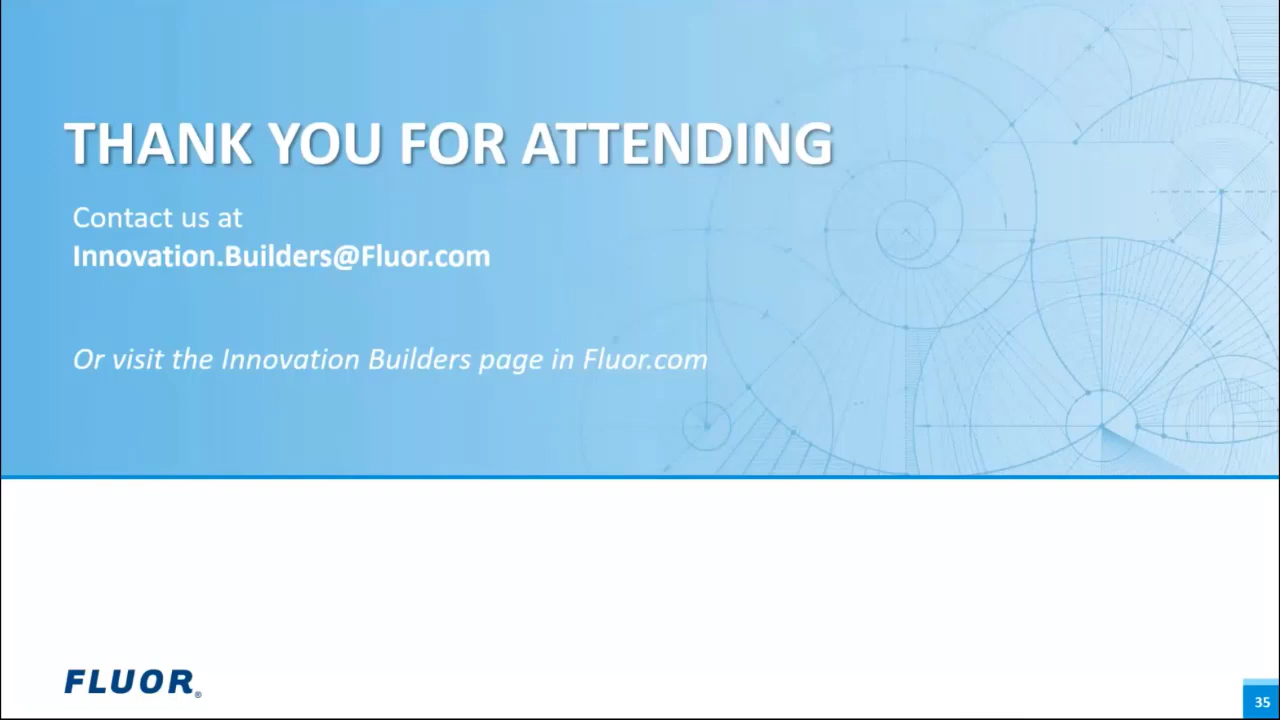 THANK YOU FOR ATTENDING
Contact us at
Innovation.Builders@Fluor.com
Or visit the Innovation Builders page in Fluor.com
FLUOR®
35